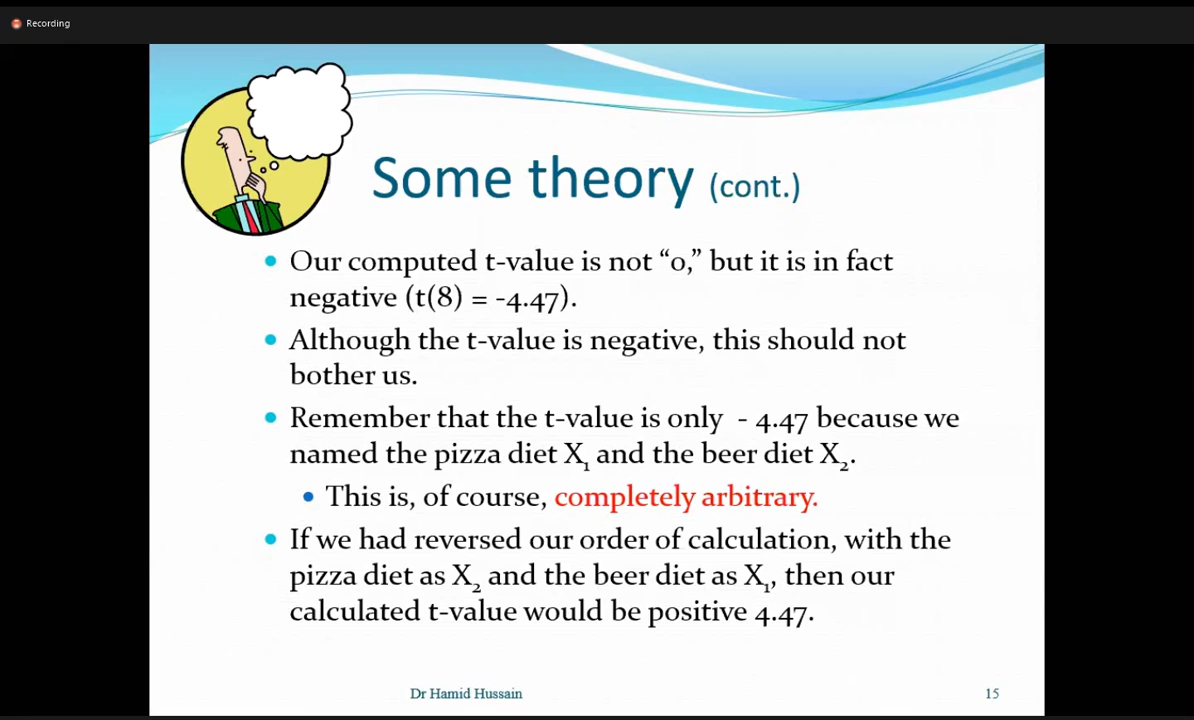 Recording
Some theory (cont.)
• Our computed t-value is not “0,” but it is in fact
negative (t(8) = -4.47).
• Although the t-value is negative, this should not
bother us.
• Remember that the t-value is only - 4.47 because we
named the pizza diet X₁ and the beer diet X₂.
• This is, of course, completely arbitrary.
• If we had reversed our order of calculation, with the
pizza diet as X₂ and the beer diet as X₁, then our
calculated t-value would be positive 4.47.
Dr Hamid Hussain
15